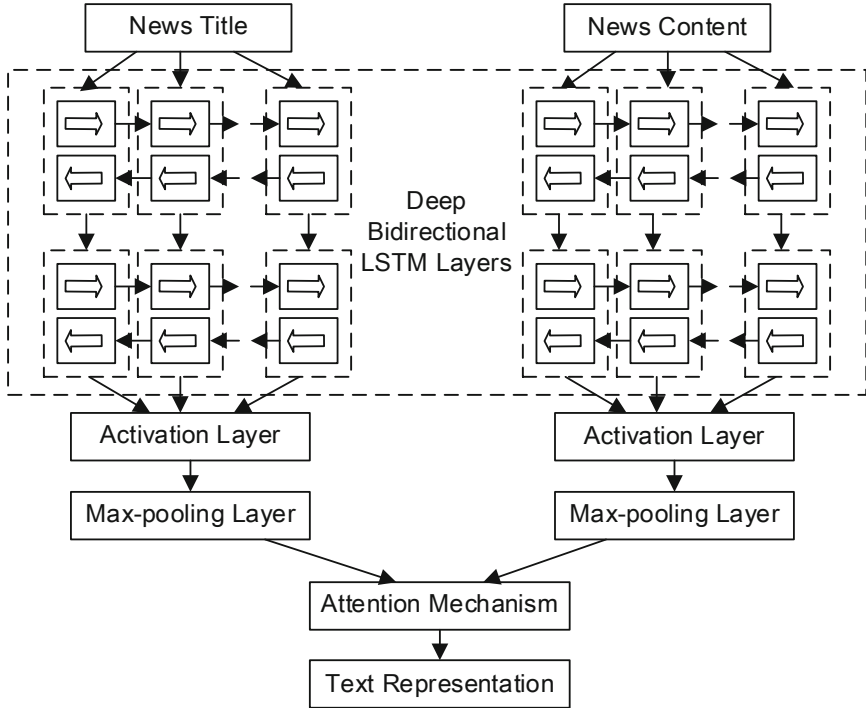 News Title
News Content
Deep
Bidirectional
LSTM Layers
Activation Layer
Activation Layer
Max-pooling Layer
Max-pooling Layer
Attention Mechanism
Text Representation